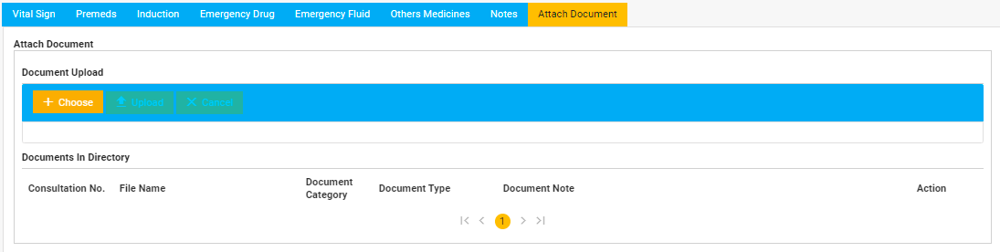 Vital Sign Premeds Induction Emergency Drug Emergency Fluid Others Medicines Notes Attach Document
Attach Document
Document Upload
Choose Upload Cancel
Documents In Directory
Consultation No. File Name Document Category Document Type Document Note Action
1